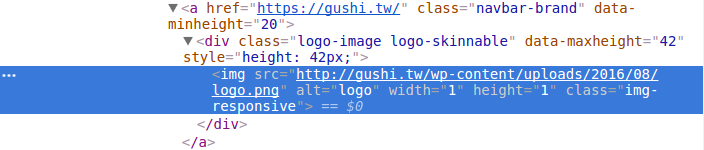 ▼<a href="https://gushi.tw/" class="navbar-brand" data-
minheight="20">
▼<div class="logo-image logo-skinnable" data-maxheight="42"
style="height: 42px;">
… <img src="http://gushi.tw/wp-content/uploads/2016/08/
logo.png" alt="logo" width="1" height="1" class="img-
responsive"> == $0
</div>
</a>